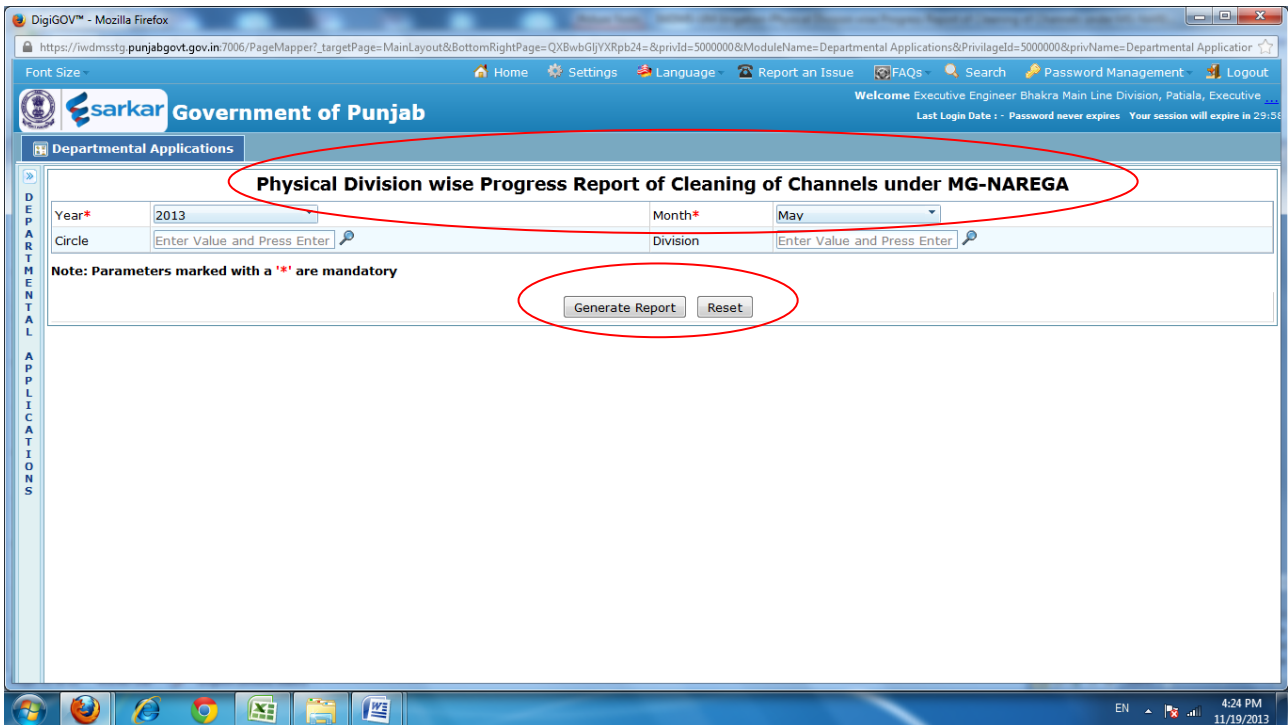 DigiGOV™ - Mozilla Firefox
https://iwdmsstg.punjabgovt.gov.in:7006/PageMapper?_targetPage=MainLayout&BottomRightPage=QXBwbGljYXRpb24=&privId=5000000&ModuleName=Departmental Applications&PrivilageId=5000000&privName=Departmental Applicatior
Font Size Home Settings Language Report an Issue FAQs Search Password Management Logout
Welcome Executive Engineer Bhakra Main Line Division, Patiala, Executive ...
esarkar Government of Punjab
Last Login Date : - Password never expires Your session will expire in 29:58
Departmental Applications
DEPARTMENTAL APPLICATIONS
Physical Division wise Progress Report of Cleaning of Channels under MG-NAREGA
Year* 2013 Month* May
Circle Enter Value and Press Enter Division Enter Value and Press Enter
Note: Parameters marked with a '*' are mandatory
Generate Report Reset
EN 4:24 PM
11/19/2013